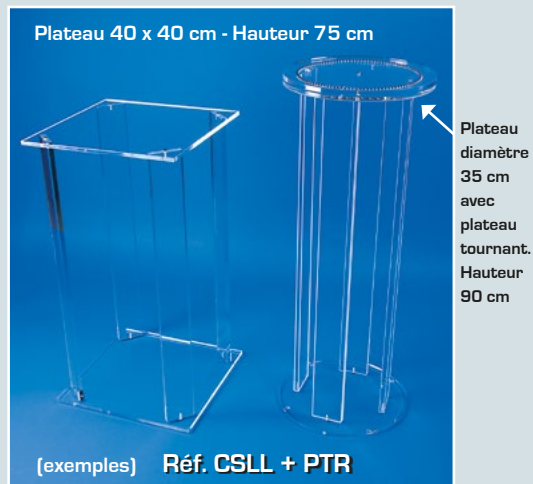 Plateau 40 x 40 cm - Hauteur 75 cm
Plateau
diamètre
35 cm
avec
plateau
tournant.
Hauteur
90 cm
(exemples) Réf. CSLL + PTR